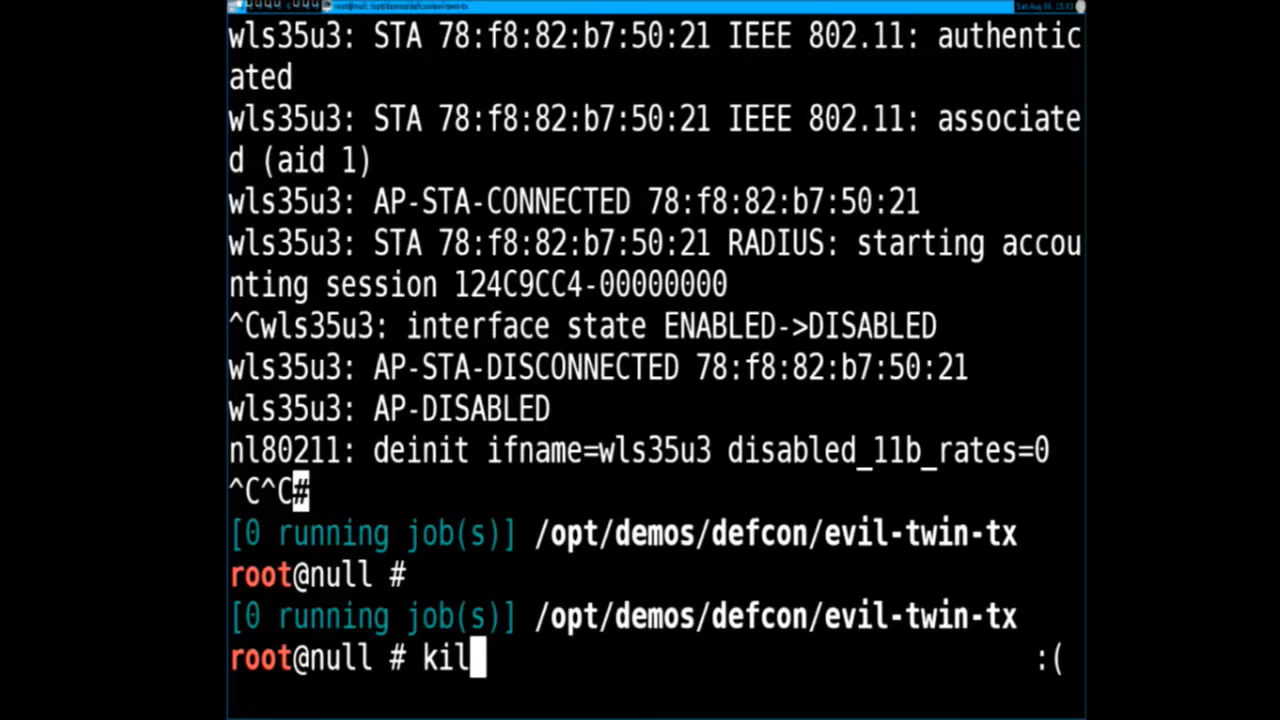 wls35u3: STA 78:f8:82:b7:50:21 IEEE 802.11: authentic
ated
wls35u3: STA 78:f8:82:b7:50:21 IEEE 802.11: associate
d (aid 1)
wls35u3: AP-STA-CONNECTED 78:f8:82:b7:50:21
wls35u3: STA 78:f8:82:b7:50:21 RADIUS: starting accou
nting session 124C9CC4-00000000
^Cwls35u3: interface state ENABLED->DISABLED
wls35u3: AP-STA-DISCONNECTED 78:f8:82:b7:50:21
wls35u3: AP-DISABLED
nl80211: deinit ifname=wls35u3 disabled_11b_rates=0
^C^C#
[0 running job(s)] /opt/demos/defcon/evil-twin-tx
root@null #
[0 running job(s)] /opt/demos/defcon/evil-twin-tx
root@null # kil :(